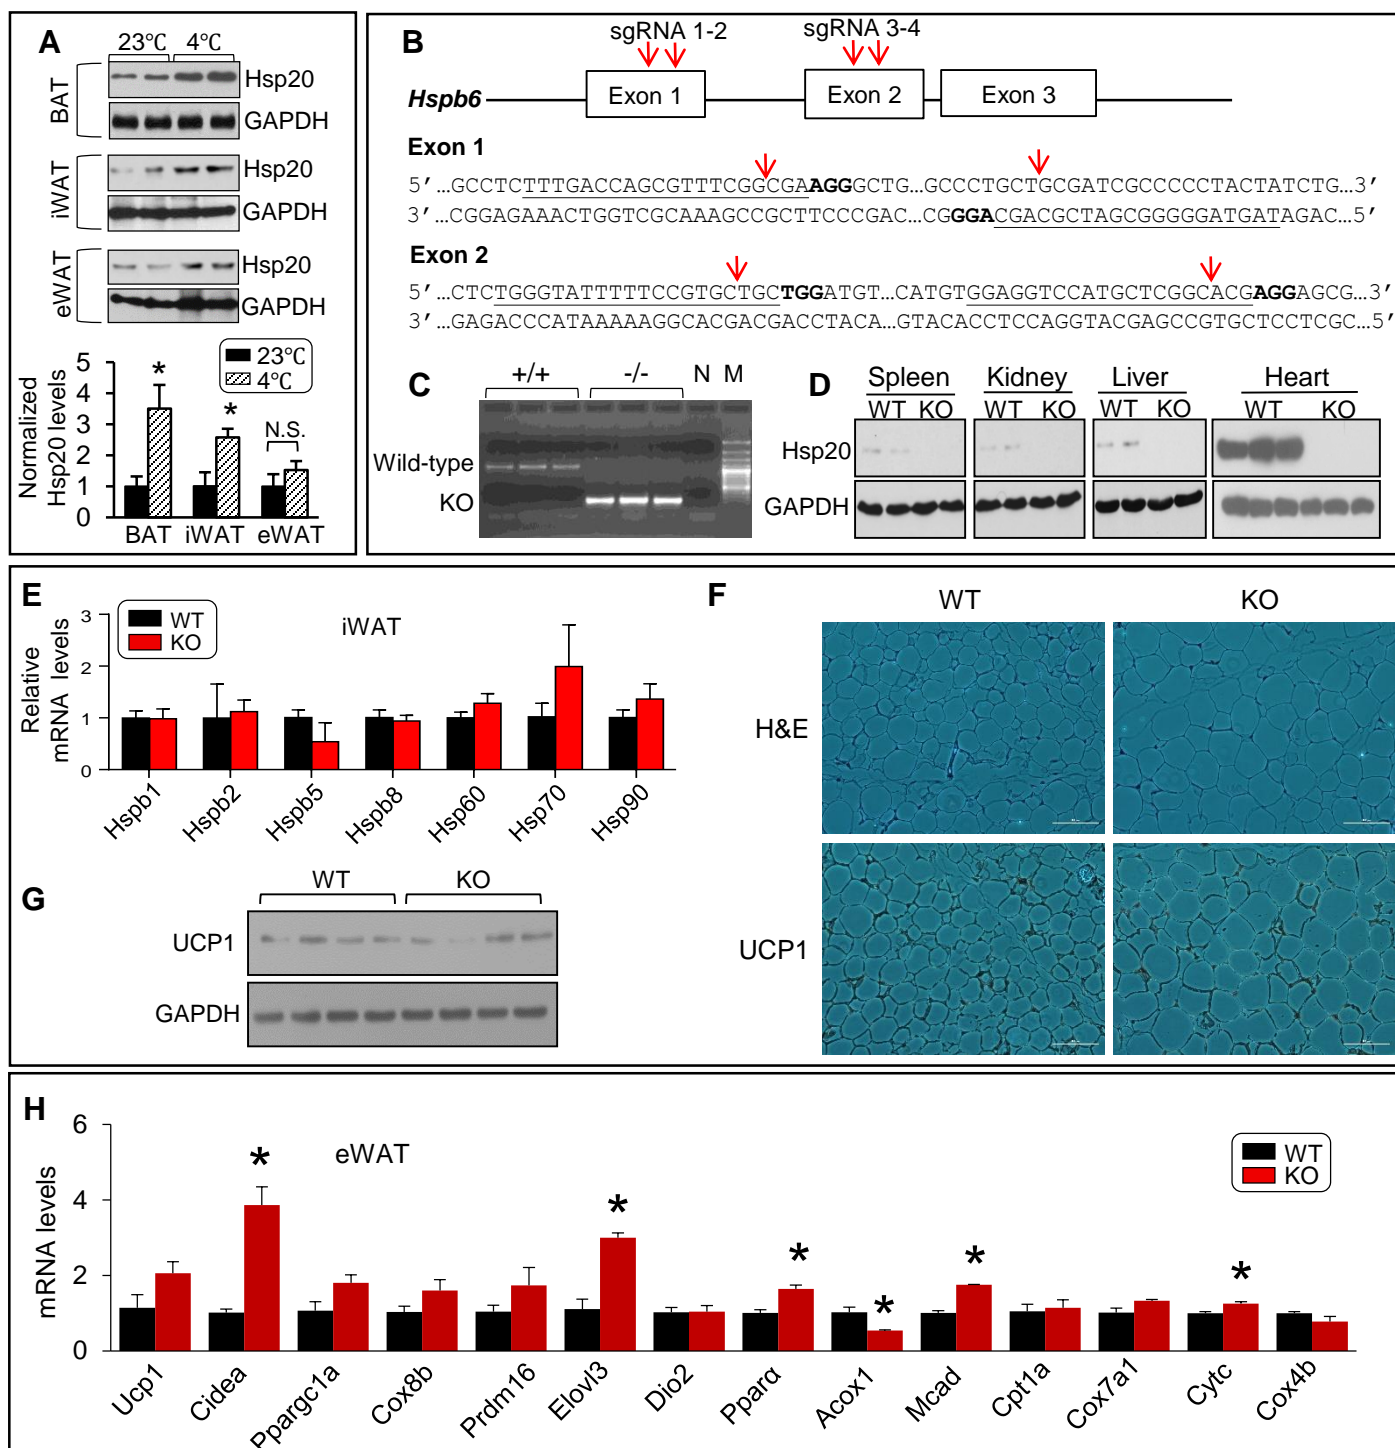 A
23℃ 4℃
BAT
Hsp20
GAPDH
iWAT
Hsp20
GAPDH
eWAT
Hsp20
GAPDH
Normalized
Hsp20 levels
23℃
4℃
5
4
3
2
1
0
*
*
N.S.
BAT iWAT eWAT
B
sgRNA 1-2
sgRNA 3-4
Hspb6
Exon 1
Exon 2
Exon 3
Exon 1
5′…GCCTCTTTGACCAGCGTTTCGGCGAAGGGCTG…GCCCTGCTGCGATCGCCCCCTACTATCTG…3′
3′…CGGAGAAACTGGTCGCAAAGCCGCTTCCCGAC…CGGGACGACGCTAGCGGGGGATGATAGAC…5′
Exon 2
5′…CTCTGGGTATTTTTCCGTGCTGCTGGATGT…CATGTGGAGGTCCATGCTCGGCACGAGGAGCG…3′
3′…GAGACCCATAAAAAGGCACGACGACCTACA…GTACACCTCCAGGTACGAGCCGTGCTCCTCGC…5′
C
+/+ -/- N M
Wild-type
KO
D
Spleen Kidney Liver Heart
WT KO WT KO WT KO WT KO
Hsp20
GAPDH
E
WT
KO
iWAT
Relative
mRNA levels
3
2
1
0
Hspb1
Hspb2
Hspb5
Hspb8
Hsp60
Hsp70
Hsp90
F
WT KO
H&E
UCP1
G
WT KO
UCP1
GAPDH
H
eWAT
WT
KO
mRNA levels
6
4
2
0
* * * * * *
Ucp1
Cidea
Ppargc1a
Cox8b
Prdm16
Elovl3
Dio2
Pparα
Acox1
Mcad
Cpt1a
Cox7a1
Cytc
Cox4b